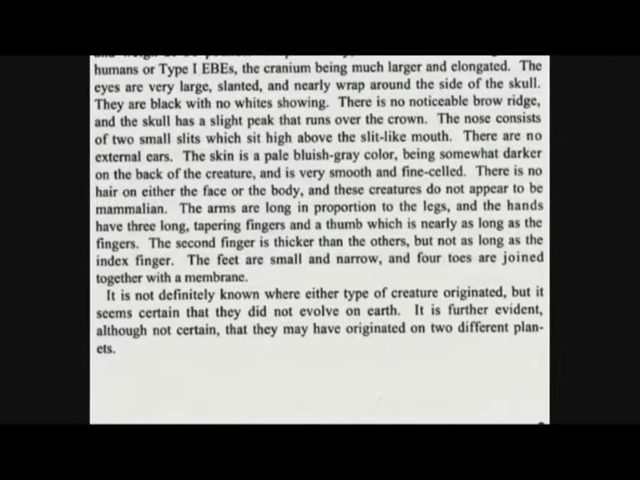 humans or Type I EBEs, the cranium being much larger and elongated. The
eyes are very large, slanted, and nearly wrap around the side of the skull.
They are black with no whites showing. There is no noticeable brow ridge,
and the skull has a slight peak that runs over the crown. The nose consists
of two small slits which sit high above the slit-like mouth. There are no
external ears. The skin is a pale bluish-gray color, being somewhat darker
on the back of the creature, and is very smooth and fine-celled. There is no
hair on either the face or the body, and these creatures do not appear to be
mammalian. The arms are long in proportion to the legs, and the hands
have three long, tapering fingers and a thumb which is nearly as long as the
fingers. The second finger is thicker than the others, but not as long as the
index finger. The feet are small and narrow, and four toes are joined
together with a membrane.
It is not definitely known where either type of creature originated, but it
seems certain that they did not evolve on earth. It is further evident,
although not certain, that they may have originated on two different plan-
ets.